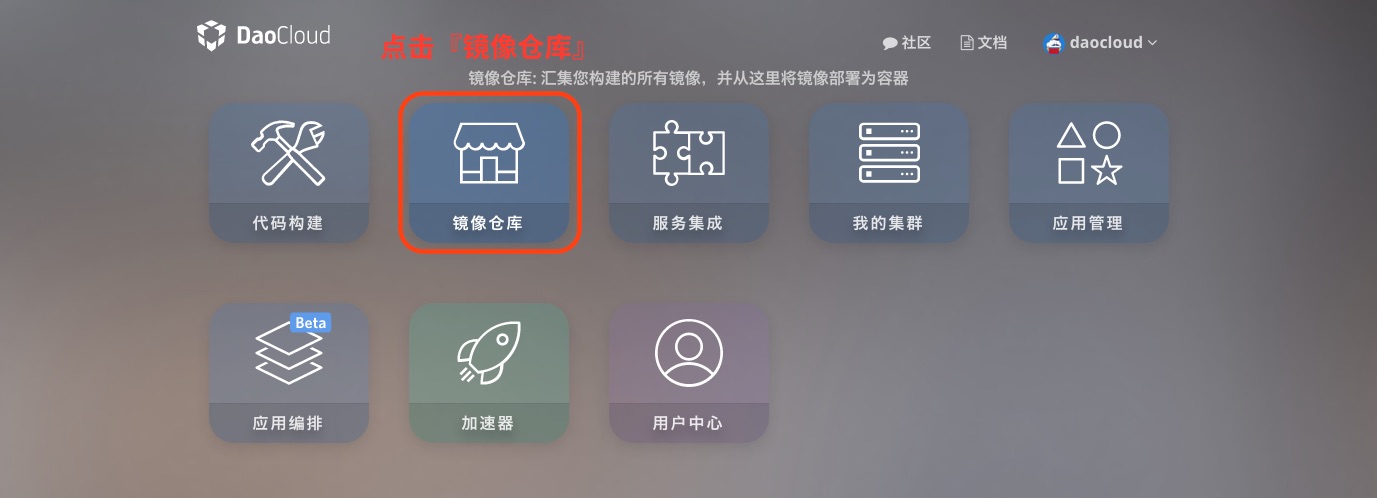 DaoCloud
点击『镜像仓库』
社区
文档
daocloud
镜像仓库: 汇集您构建的所有镜像，并从这里将镜像部署为容器
代码构建
镜像仓库
服务集成
我的集群
应用管理
Beta
应用编排
加速器
用户中心